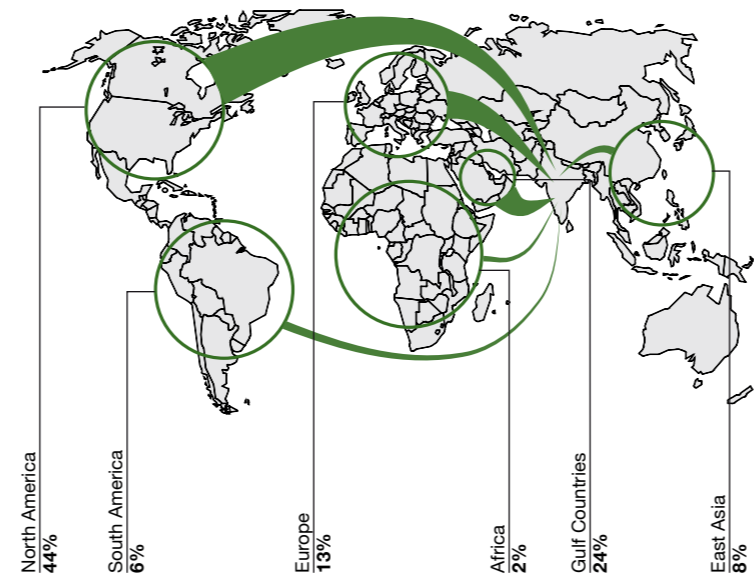 North America
44%
South America
6%
Europe
13%
Africa
2%
Gulf Countries
24%
East Asia
8%